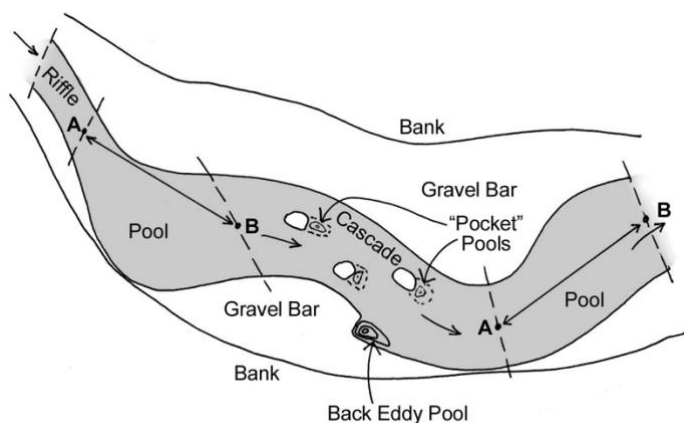 Riffle
A
Bank
Gravel Bar
B
B
Cascade
"Pocket"
Pools
Pool
Pool
Gravel Bar
A
Bank
Back Eddy Pool